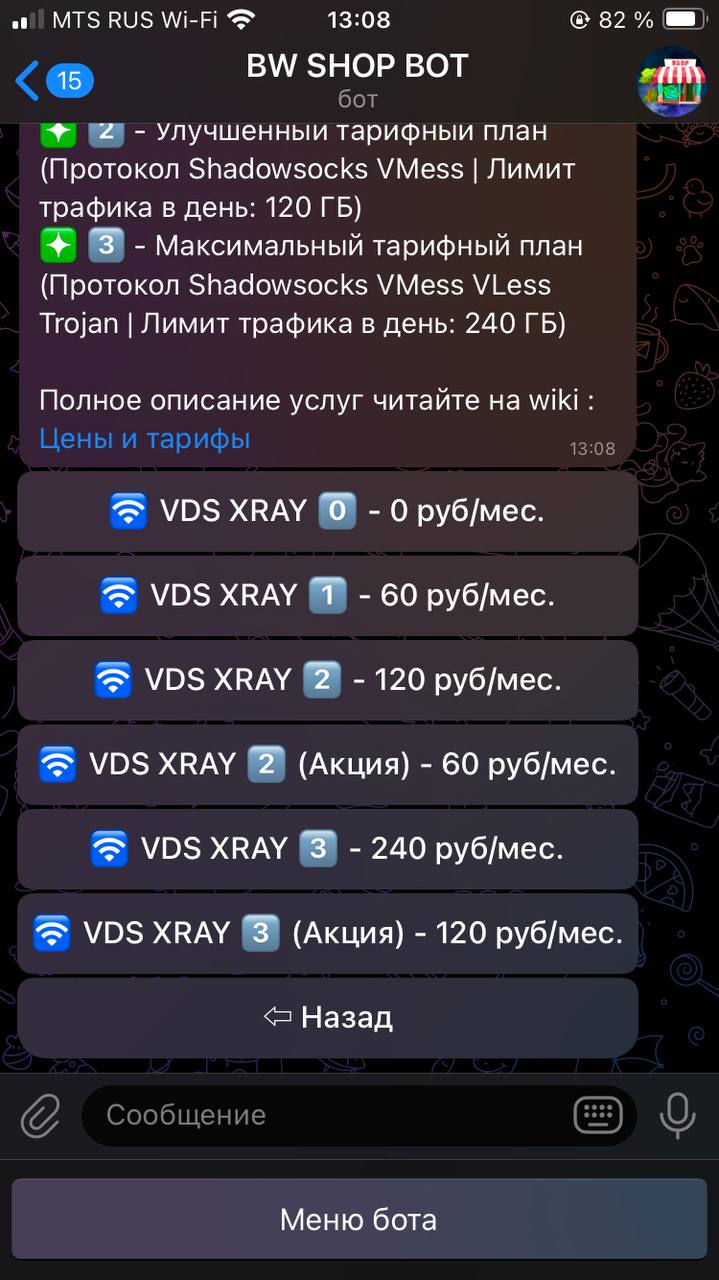 MTS RUS Wi-Fi 13:08 82 %
15 BW SHOP BOT
бот
2 - Улучшенный тарифный план
(Протокол Shadowsocks VMess | Лимит
трафика в день: 120 ГБ)
3 - Максимальный тарифный план
(Протокол Shadowsocks VMess VLess
Trojan | Лимит трафика в день: 240 ГБ)
Полное описание услуг читайте на wiki :
Цены и тарифы
13:08
VDS XRAY 0 - 0 руб/мес.
VDS XRAY 1 - 60 руб/мес.
VDS XRAY 2 - 120 руб/мес.
VDS XRAY 2 (Акция) - 60 руб/мес.
VDS XRAY 3 - 240 руб/мес.
VDS XRAY 3 (Акция) - 120 руб/мес.
⇦ Назад
Сообщение
Меню бота